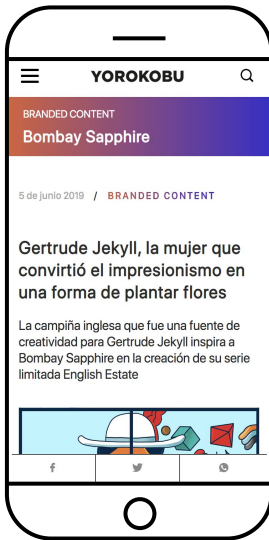 YOROKOBU
BRANDED CONTENT
Bombay Sapphire
5 de junio 2019 / BRANDED CONTENT
Gertrude Jekyll, la mujer que
convirtió el impresionismo en
una forma de plantar flores
La campiña inglesa que fue una fuente de
creatividad para Gertrude Jekyll inspira a
Bombay Sapphire en la creación de su serie
limitada English Estate